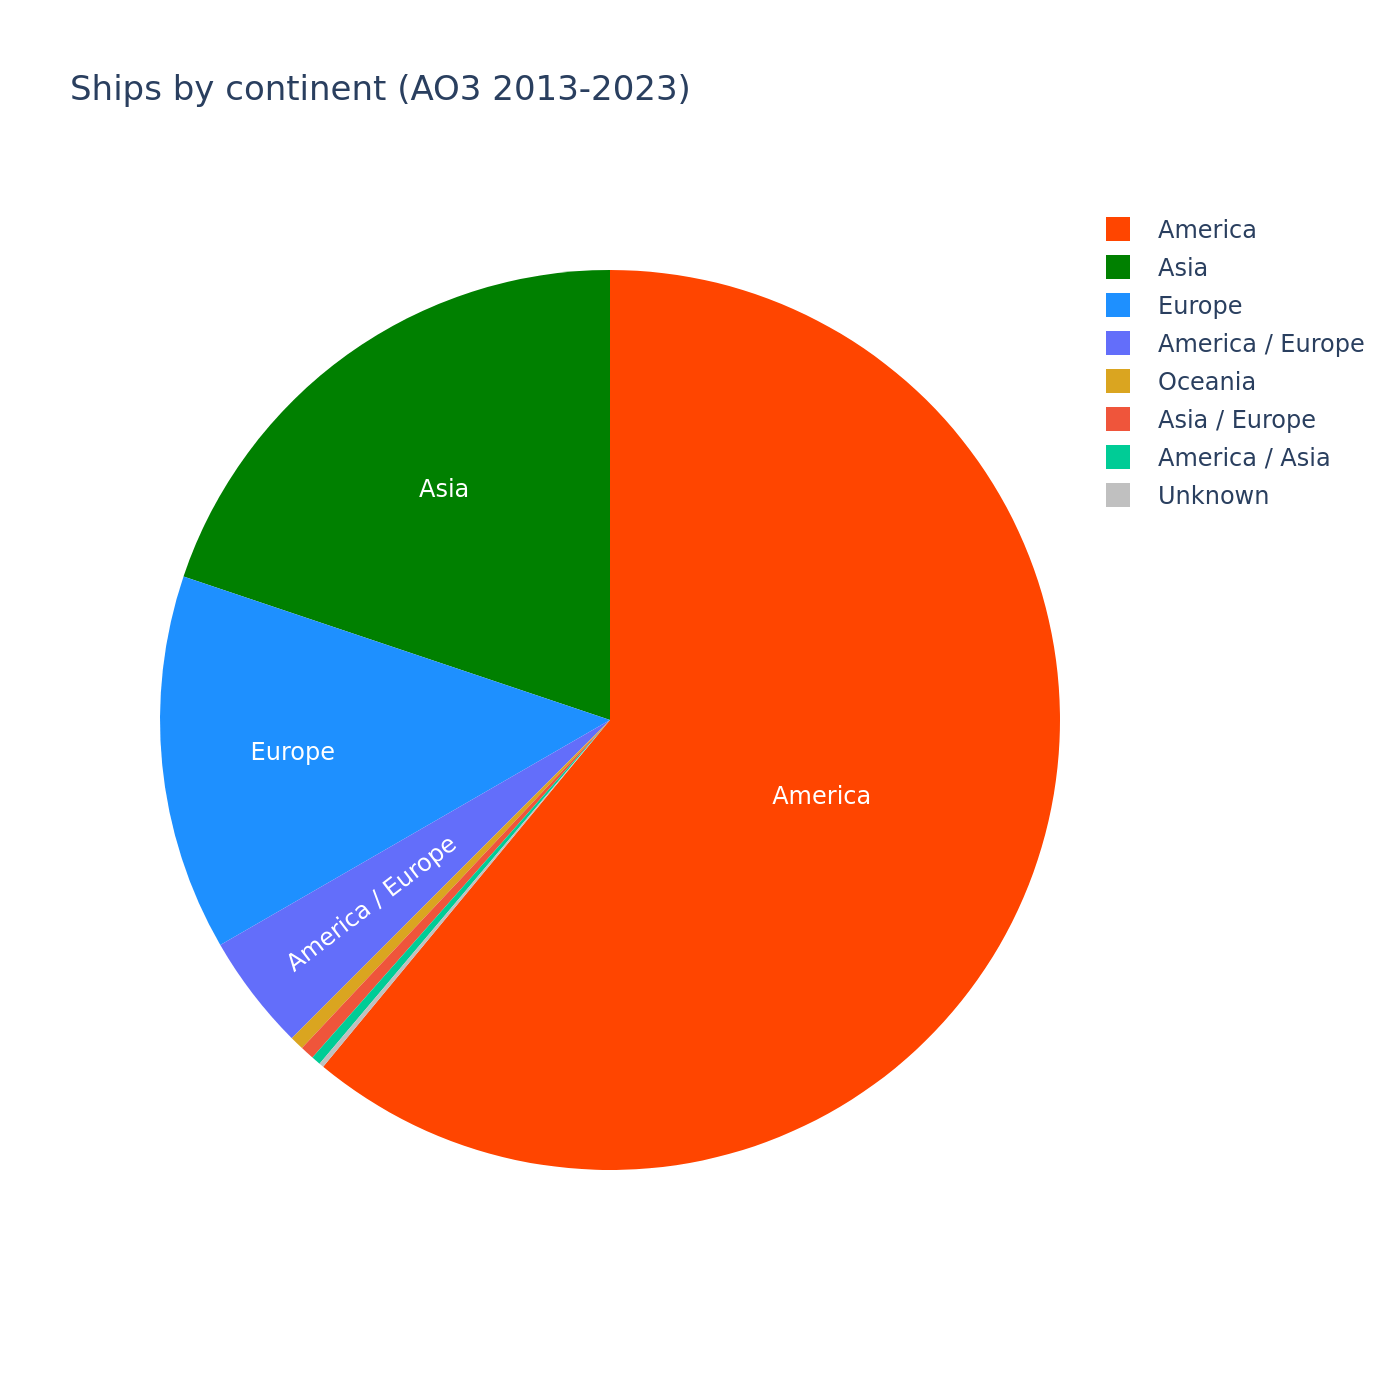 Ships by continent (AO3 2013-2023)
America
Asia
Europe
America / Europe
Oceania
Asia / Europe
America / Asia
Unknown
Asia
Europe
America
America / Europe